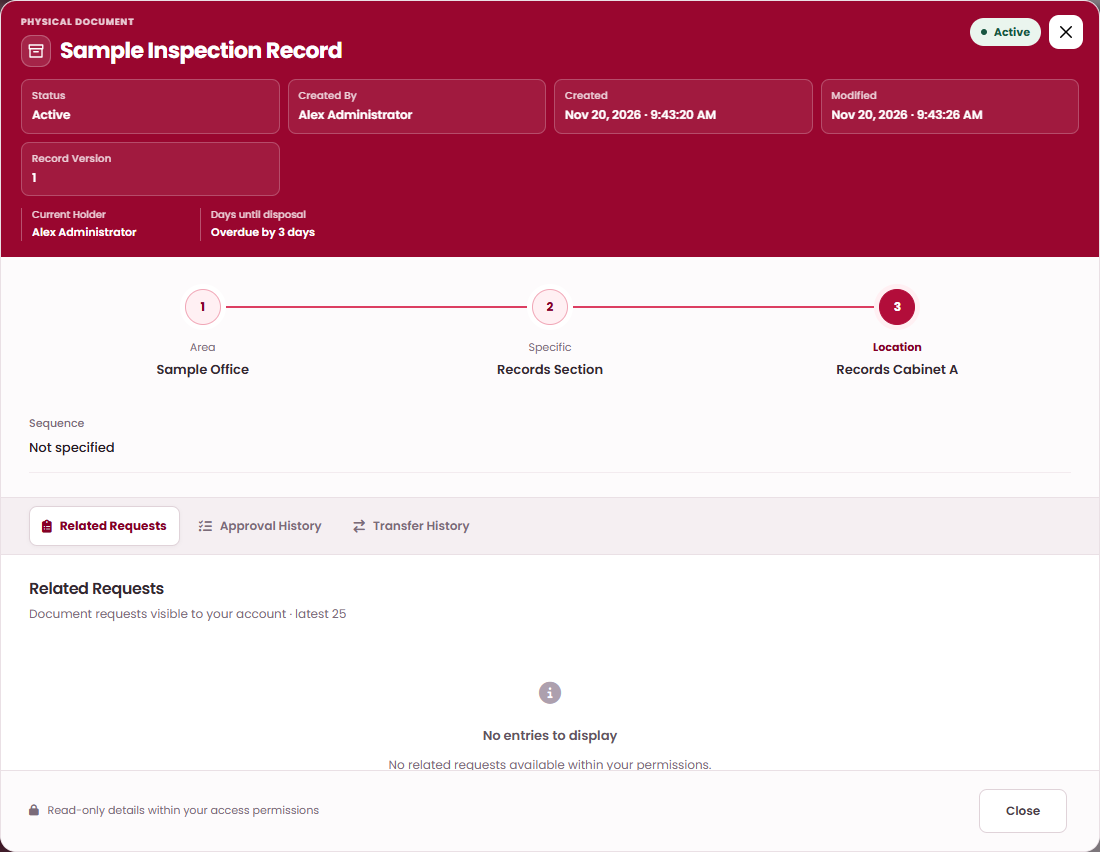 PHYSICAL DOCUMENT
Sample Inspection Record
Active
Status
Active
Created By
Alex Administrator
Created
Nov 20, 2026 · 9:43:20 AM
Modified
Nov 20, 2026 · 9:43:26 AM
Record Version
1
Current Holder
Alex Administrator
Days until disposal
Overdue by 3 days
1
Area
Sample Office
2
Specific
Records Section
3
Location
Records Cabinet A
Sequence
Not specified
Related Requests
Approval History
Transfer History
Related Requests
Document requests visible to your account · latest 25
No entries to display
No related requests available within your permissions.
Read-only details within your access permissions
Close